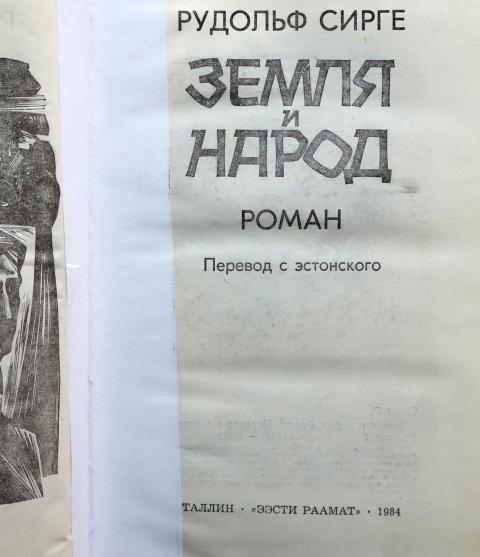 РУДОЛЬФ СИРГЕ
ЗЕМЛЯ
и
НАРОД
РОМАН
Перевод с эстонского
ТАЛЛИН · «ЭЭСТИ РААМАТ» · 1984